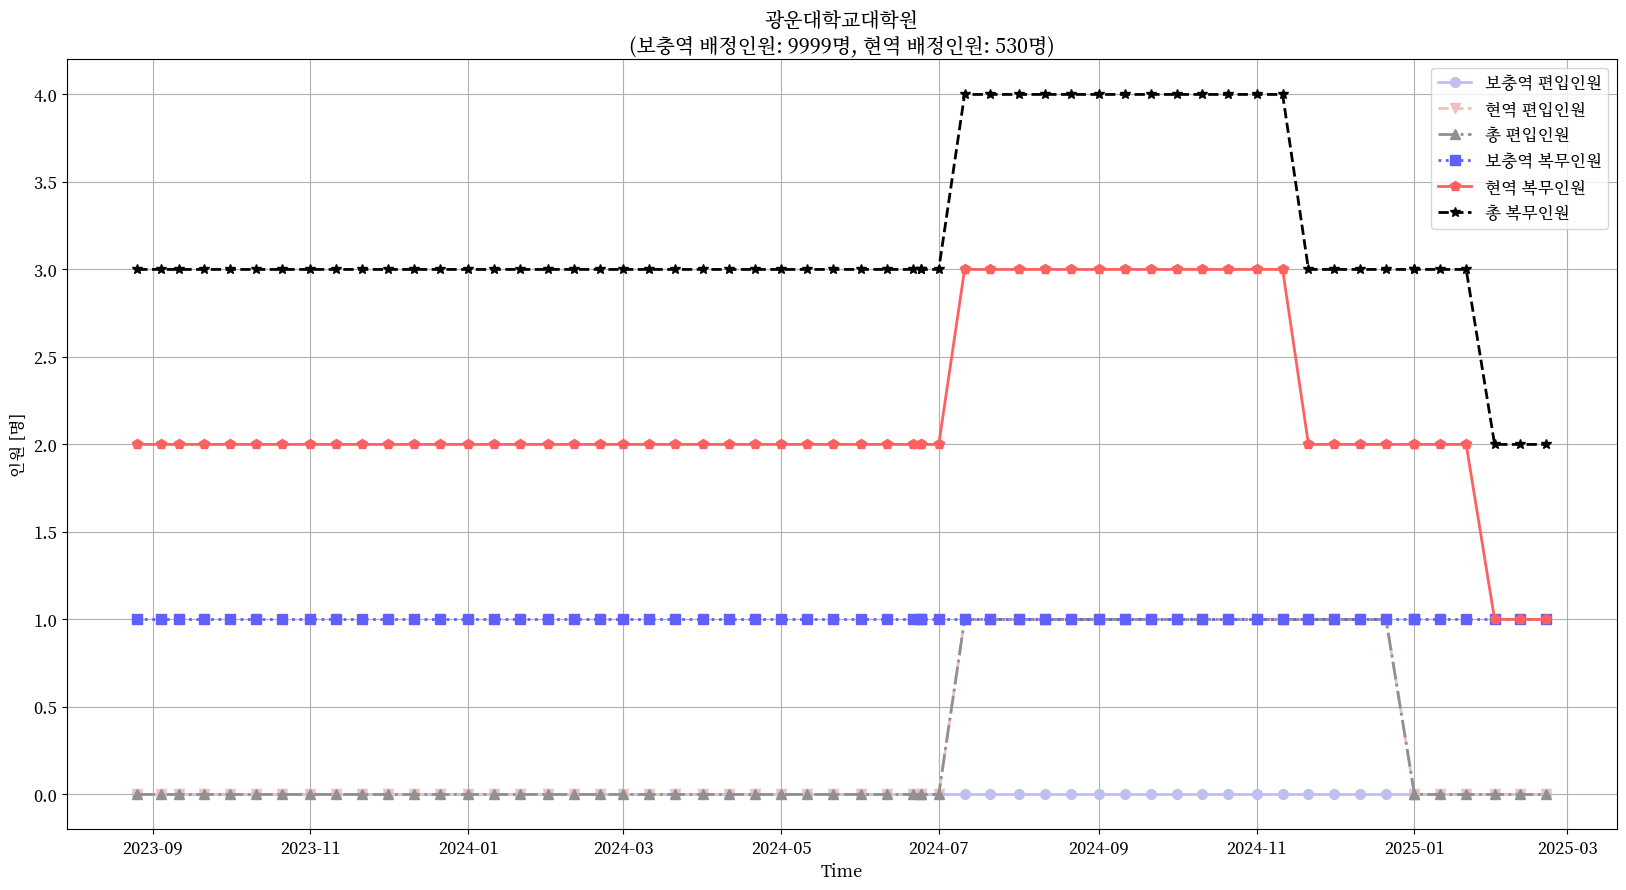 광운대학교대학원
(보충역 배정인원: 9999명, 현역 배정인원: 530명)
보충역 편입인원
현역 편입인원
총 편입인원
보충역 복무인원
현역 복무인원
총 복무인원
인원 [명]
4.0
3.5
3.0
2.5
2.0
1.5
1.0
0.5
0.0
2023-09 2023-11 2024-01 2024-03 2024-05 2024-07 2024-09 2024-11 2025-01 2025-03
Time